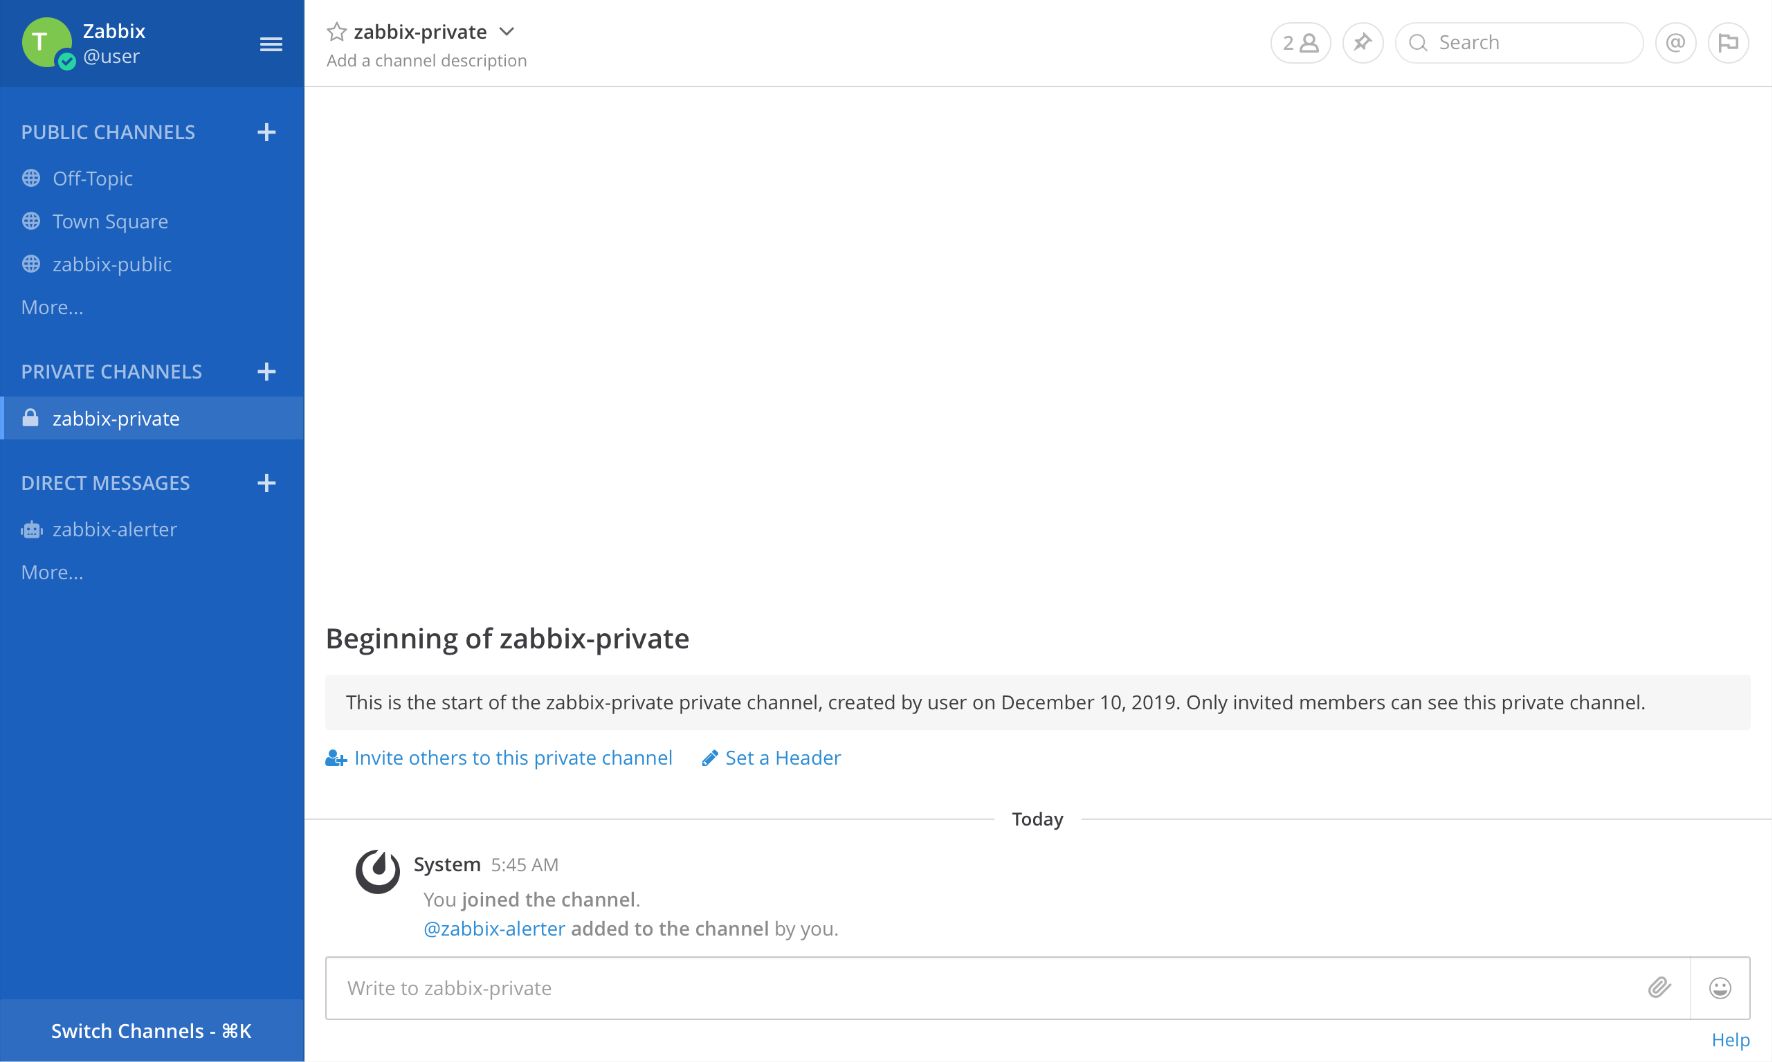 T
Zabbix
@user
PUBLIC CHANNELS
Off-Topic
Town Square
zabbix-public
More...
PRIVATE CHANNELS
zabbix-private
DIRECT MESSAGES
zabbix-alerter
More...
Switch Channels - ⌘K
zabbix-private
Add a channel description
2
Search
@
Beginning of zabbix-private
This is the start of the zabbix-private private channel, created by user on December 10, 2019. Only invited members can see this private channel.
Invite others to this private channel Set a Header
Today
System 5:45 AM
You joined the channel.
@zabbix-alerter added to the channel by you.
Write to zabbix-private
Help